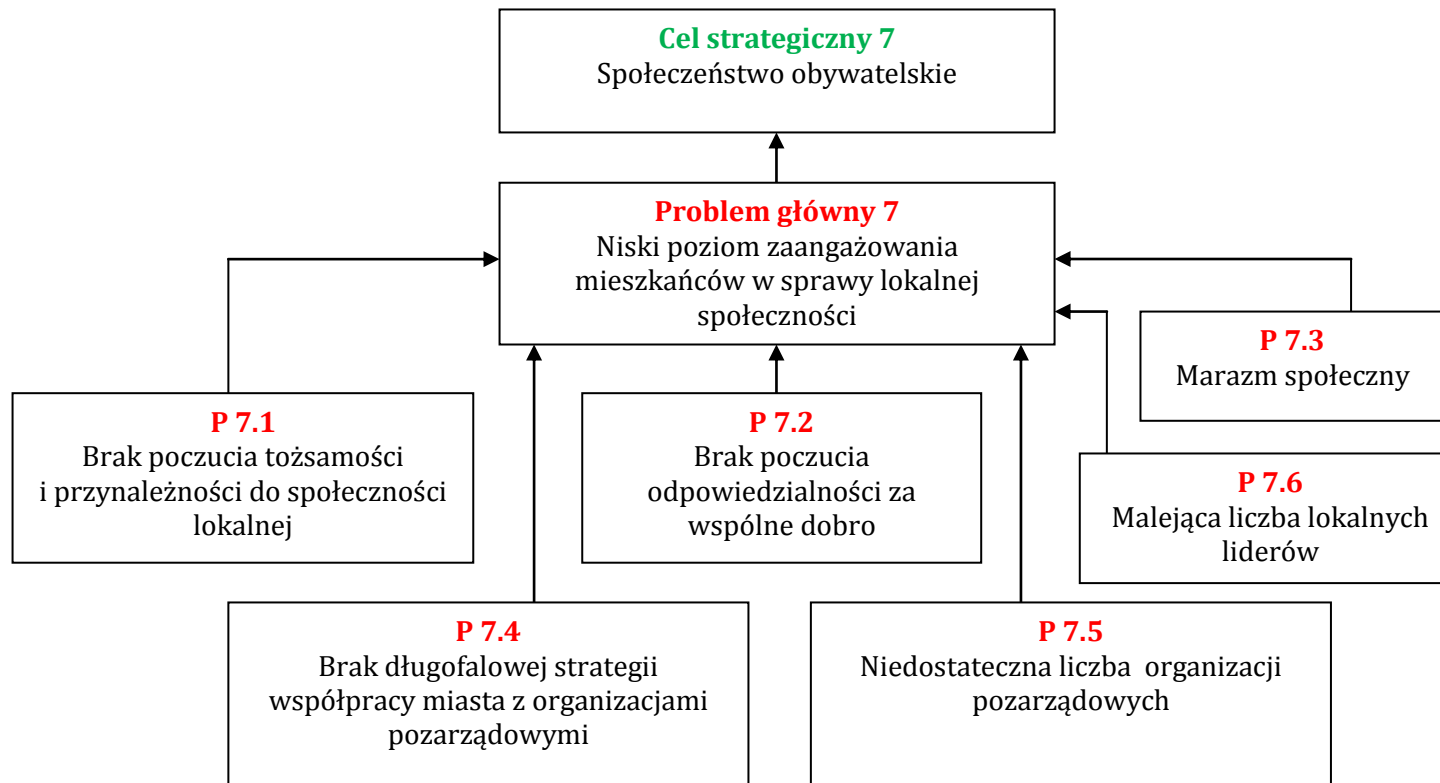 Cel strategiczny 7
Społeczeństwo obywatelskie
Problem główny 7
Niski poziom zaangażowania
mieszkańców w sprawy lokalnej
społeczności
P 7.3
Marazm społeczny
P 7.1
Brak poczucia tożsamości
i przynależności do społeczności
lokalnej
P 7.2
Brak poczucia
odpowiedzialności za
wspólne dobro
P 7.6
Malejąca liczba lokalnych
liderów
P 7.4
Brak długofalowej strategii
współpracy miasta z organizacjami
pozarządowymi
P 7.5
Niedostateczna liczba  organizacji
pozarządowych